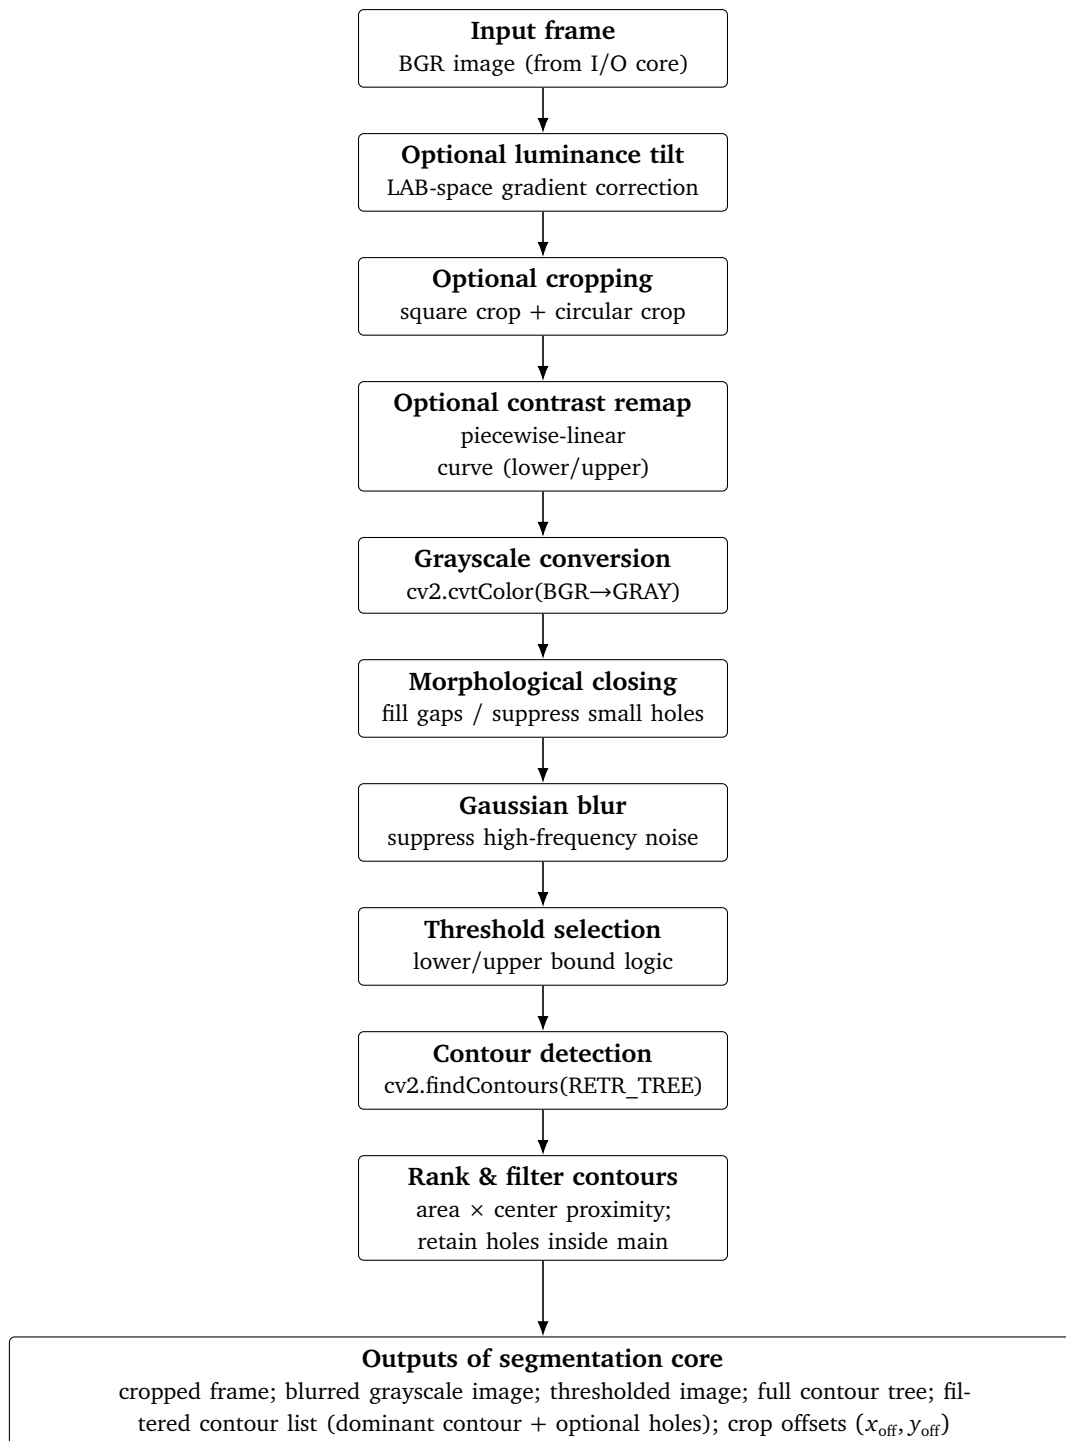 Input frame
BGR image (from I/O core)
Optional luminance tilt
LAB-space gradient correction
Optional cropping
square crop + circular crop
Optional contrast remap
piecewise-linear
curve (lower/upper)
Grayscale conversion
cv2.cvtColor(BGR→GRAY)
Morphological closing
fill gaps / suppress small holes
Gaussian blur
suppress high-frequency noise
Threshold selection
lower/upper bound logic
Contour detection
cv2.findContours(RETR_TREE)
Rank & filter contours
area × center proximity;
retain holes inside main
Outputs of segmentation core
cropped frame; blurred grayscale image; thresholded image; full contour tree; fil-
tered contour list (dominant contour + optional holes); crop offsets (x_off, y_off)